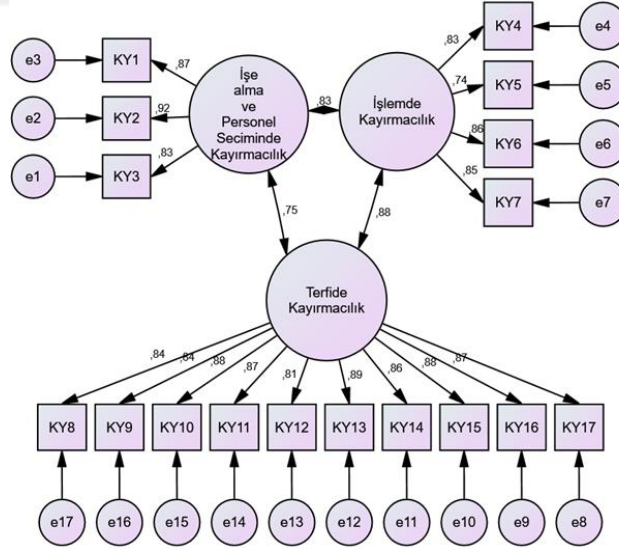 e3
KY1
,87
e2
KY2
,92
e1
KY3
,83
İşe
alma
ve
Personel
Seciminde
Kayırmacılık
,83
İşlemde
Kayırmacılık
,83
KY4
e4
,74
KY5
e5
,86
KY6
e6
,85
KY7
e7
,75
,88
Terfide
Kayırmacılık
,84
,84
,88
,87
,81
,89
,86
,88
,87
KY8
KY9
KY10
KY11
KY12
KY13
KY14
KY15
KY16
KY17
e17
e16
e15
e14
e13
e12
e11
e10
e9
e8